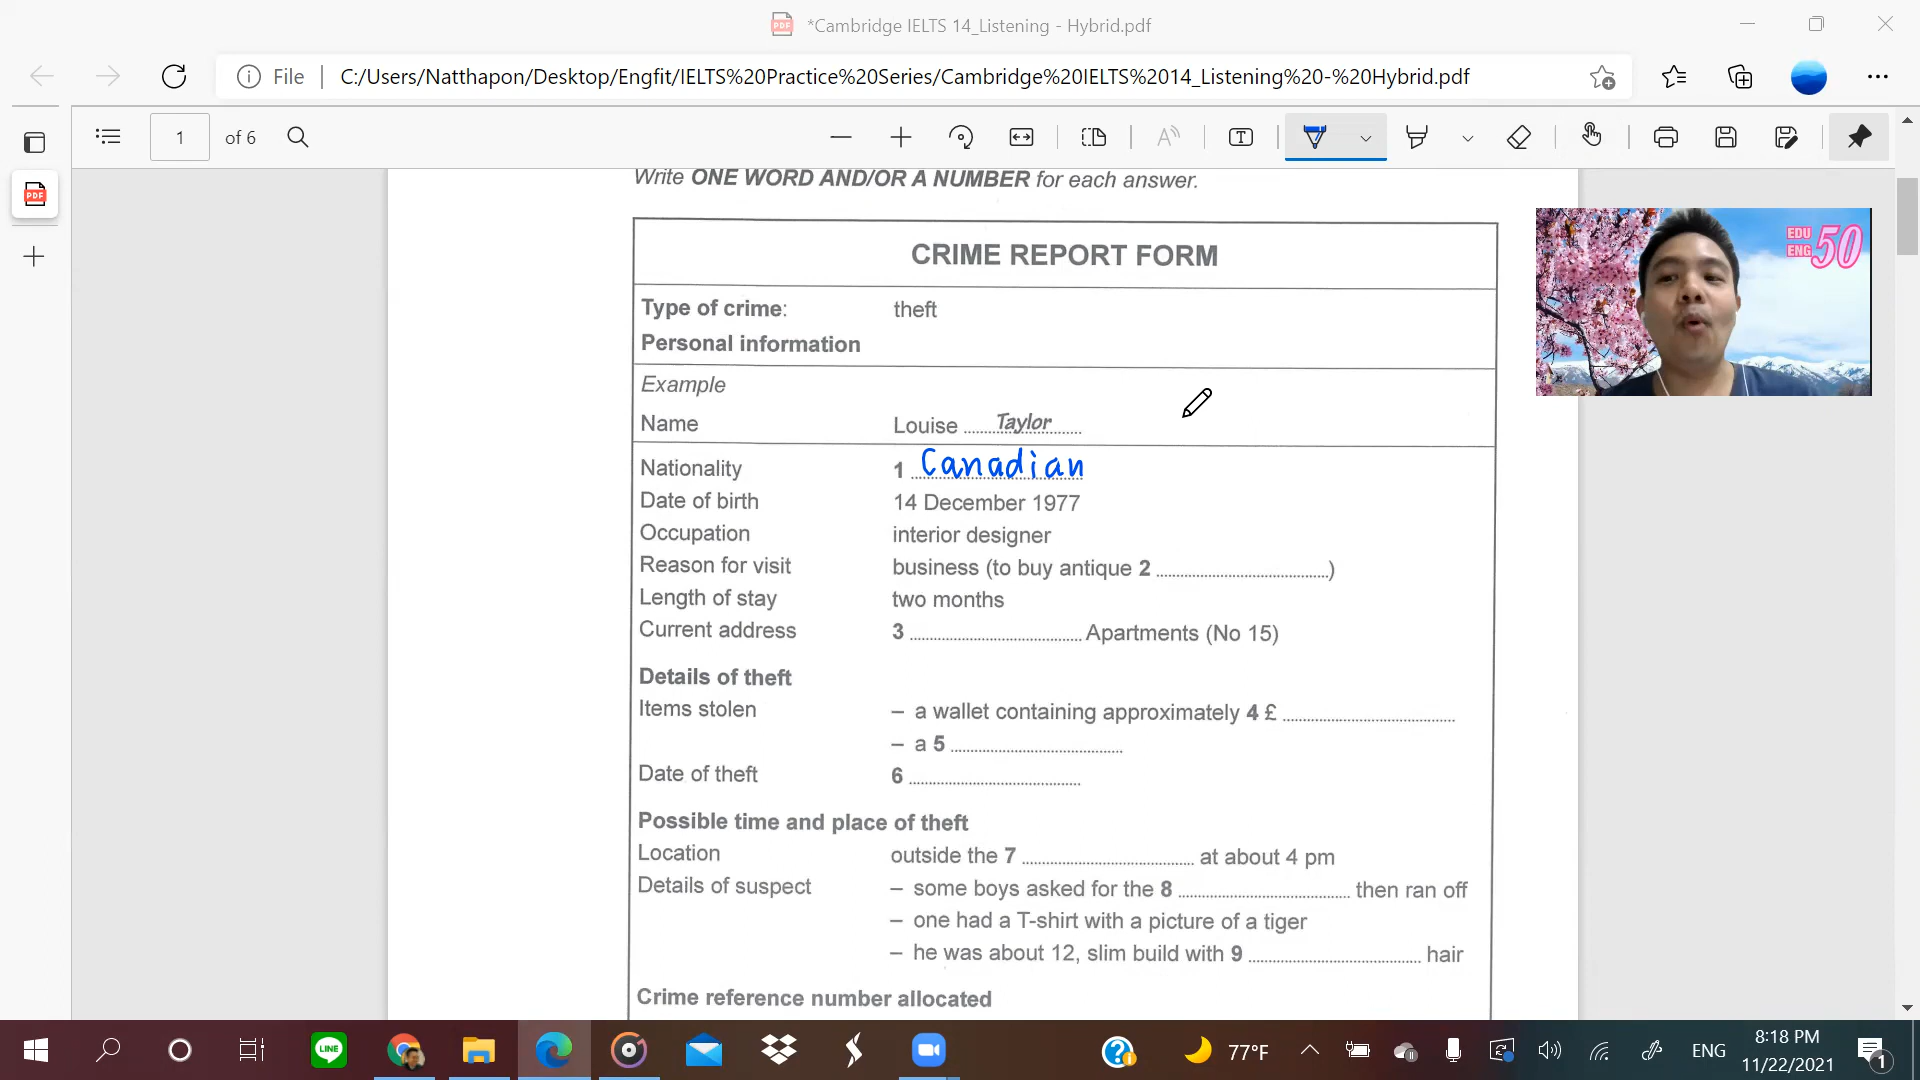 *Cambridge IELTS 14_Listening - Hybrid.pdf
File C:/Users/Natthapon/Desktop/Engfit/IELTS%20Practice%20Series/Cambridge%20IELTS%2014_Listening%20-%20Hybrid.pdf
1 of 6
Write ONE WORD AND/OR A NUMBER for each answer.
CRIME REPORT FORM
Type of crime: theft
Personal information
Example
Name Louise Taylor
Nationality 1 Canadian
Date of birth 14 December 1977
Occupation interior designer
Reason for visit business (to buy antique 2 ..............................)
Length of stay two months
Current address 3 .............................. Apartments (No 15)
Details of theft
Items stolen – a wallet containing approximately 4 £ ..............................
– a 5 ..............................
Date of theft 6 ..............................
Possible time and place of theft
Location outside the 7 .............................. at about 4 pm
Details of suspect – some boys asked for the 8 .............................. then ran off
– one had a T-shirt with a picture of a tiger
– he was about 12, slim build with 9 .............................. hair
Crime reference number allocated
EDU
ENG 50
PDF
LINE
77°F
ENG
8:18 PM
11/22/2021
1